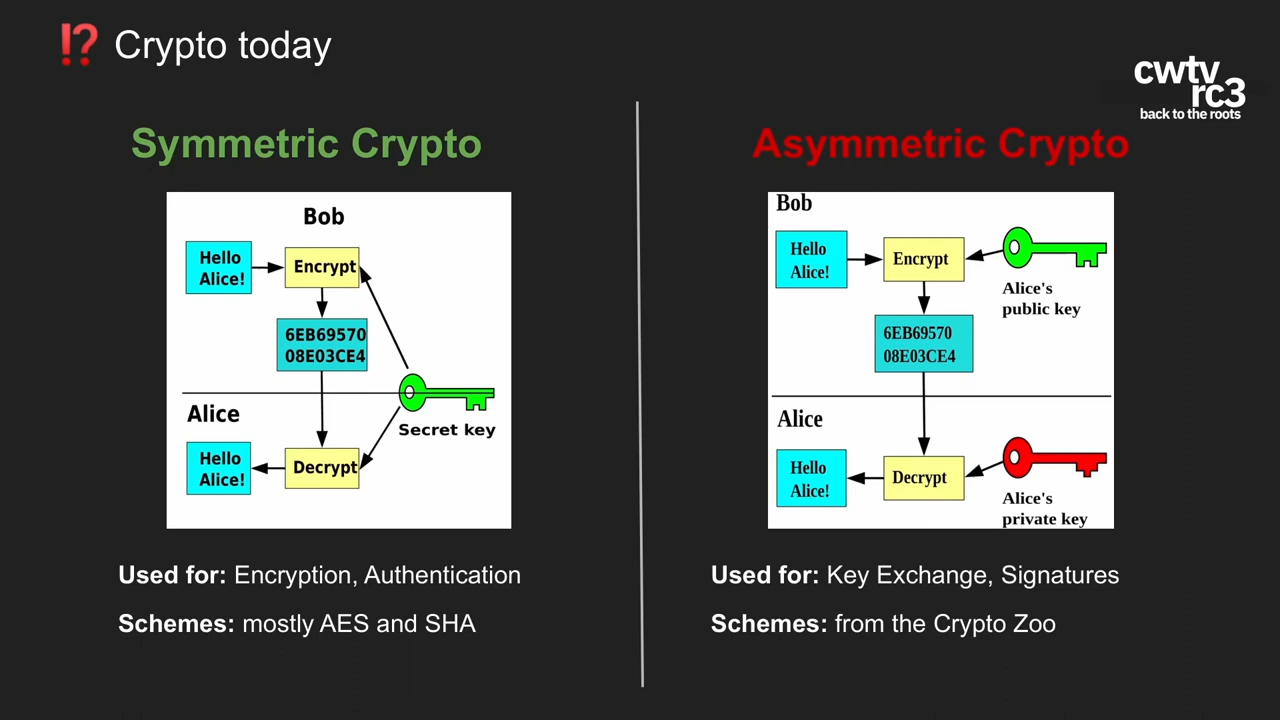 ⁉ Crypto today
cwtv
rc3
back to the roots
Symmetric Crypto
Bob
Hello
Alice!
Encrypt
6EB69570
08E03CE4
Alice
Secret key
Hello
Alice!
Decrypt
Used for: Encryption, Authentication
Schemes: mostly AES and SHA
Asymmetric Crypto
Bob
Hello
Alice!
Encrypt
Alice's
public key
6EB69570
08E03CE4
Alice
Hello
Alice!
Decrypt
Alice's
private key
Used for: Key Exchange, Signatures
Schemes: from the Crypto Zoo